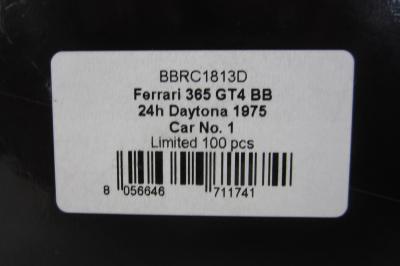 BBRC1813D
Ferrari 365 GT4 BB
24h Daytona 1975
Car No. 1
Limited 100 pcs
8 056646 711741